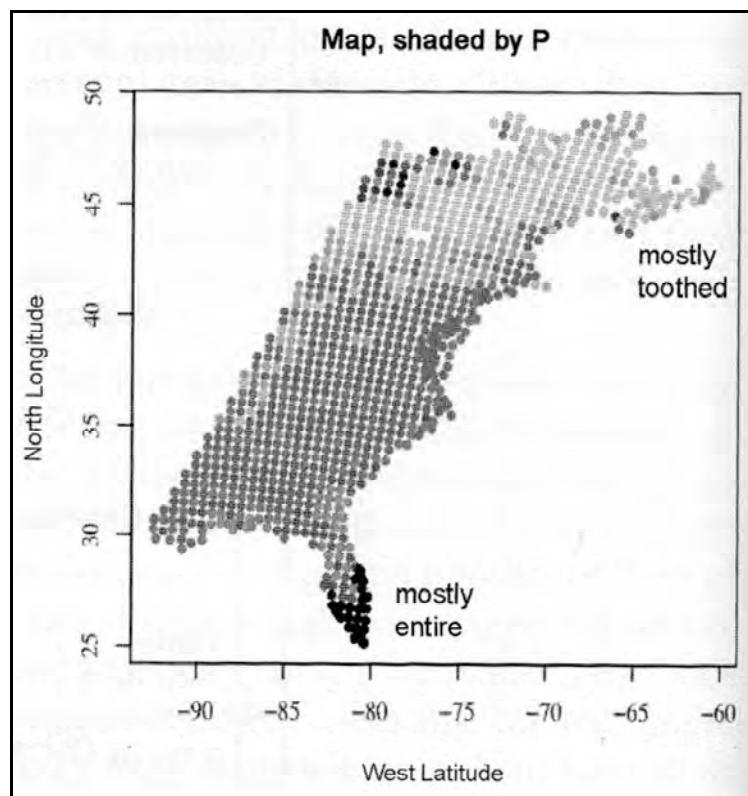 Map, shaded by P
50
45
40
35
30
25
North Longitude
mostly
toothed
mostly
entire
−90
−85
−80
−75
−70
−65
−60
West Latitude